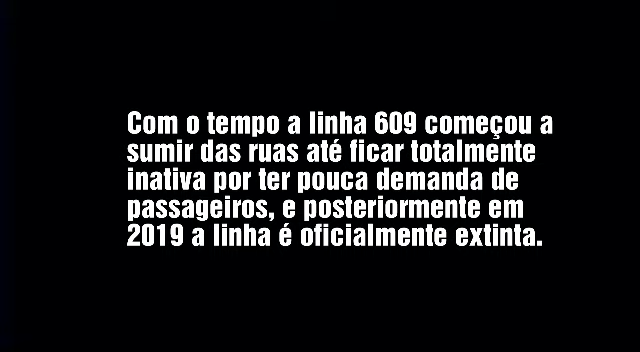 Com o tempo a linha 609 começou a
sumir das ruas até ficar totalmente
inativa por ter pouca demanda de
passageiros, e posteriormente em
2019 a linha é oficialmente extinta.